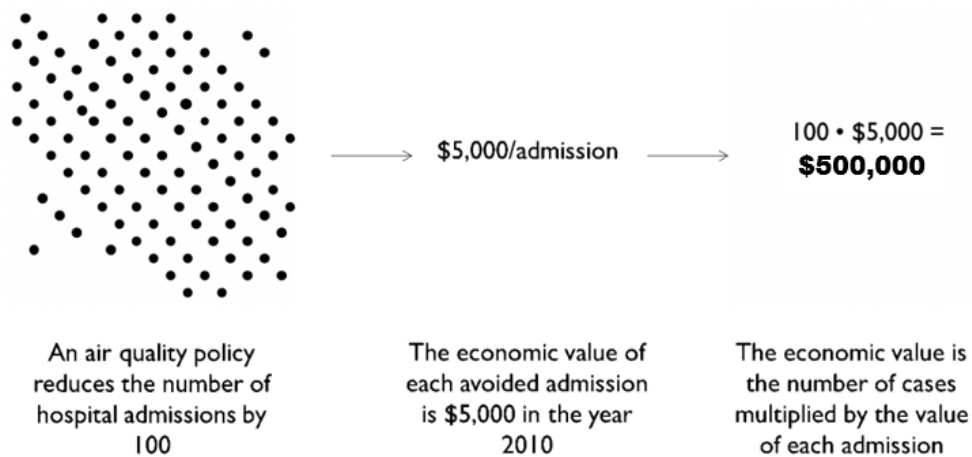 $5,000/admission
100 • $5,000 =
$500,000
An air quality policy
reduces the number of
hospital admissions by
100
The economic value of
each avoided admission
is $5,000 in the year
2010
The economic value is
the number of cases
multiplied by the value
of each admission